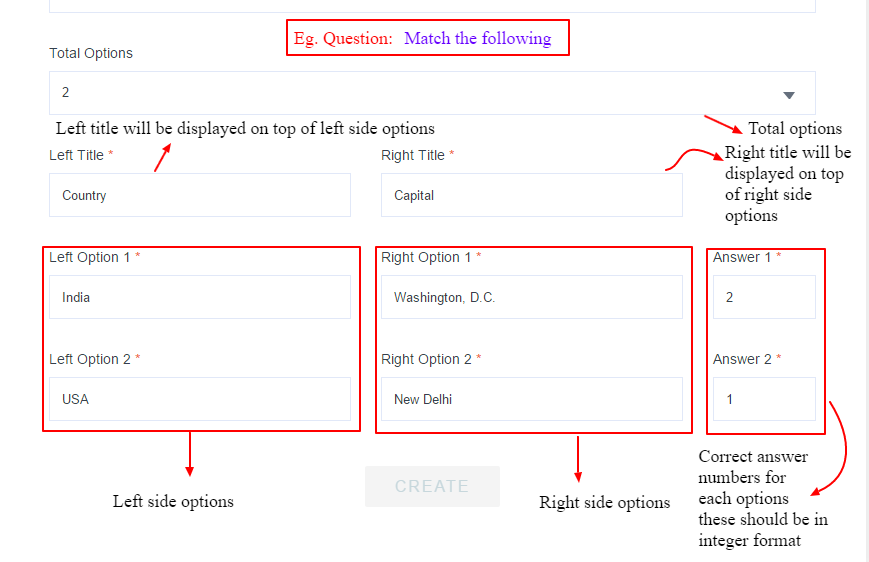 Eg. Question: Match the following
Total Options
2
Left title will be displayed on top of left side options
Total options
Left Title *
Right Title *
Right title will be
displayed on top
of right side
options
Country
Capital
Left Option 1 *
Right Option 1 *
Answer 1 *
India
Washington, D.C.
2
Left Option 2 *
Right Option 2 *
Answer 2 *
USA
New Delhi
1
Correct answer
numbers for
each options
these should be in
integer format
CREATE
Left side options
Right side options